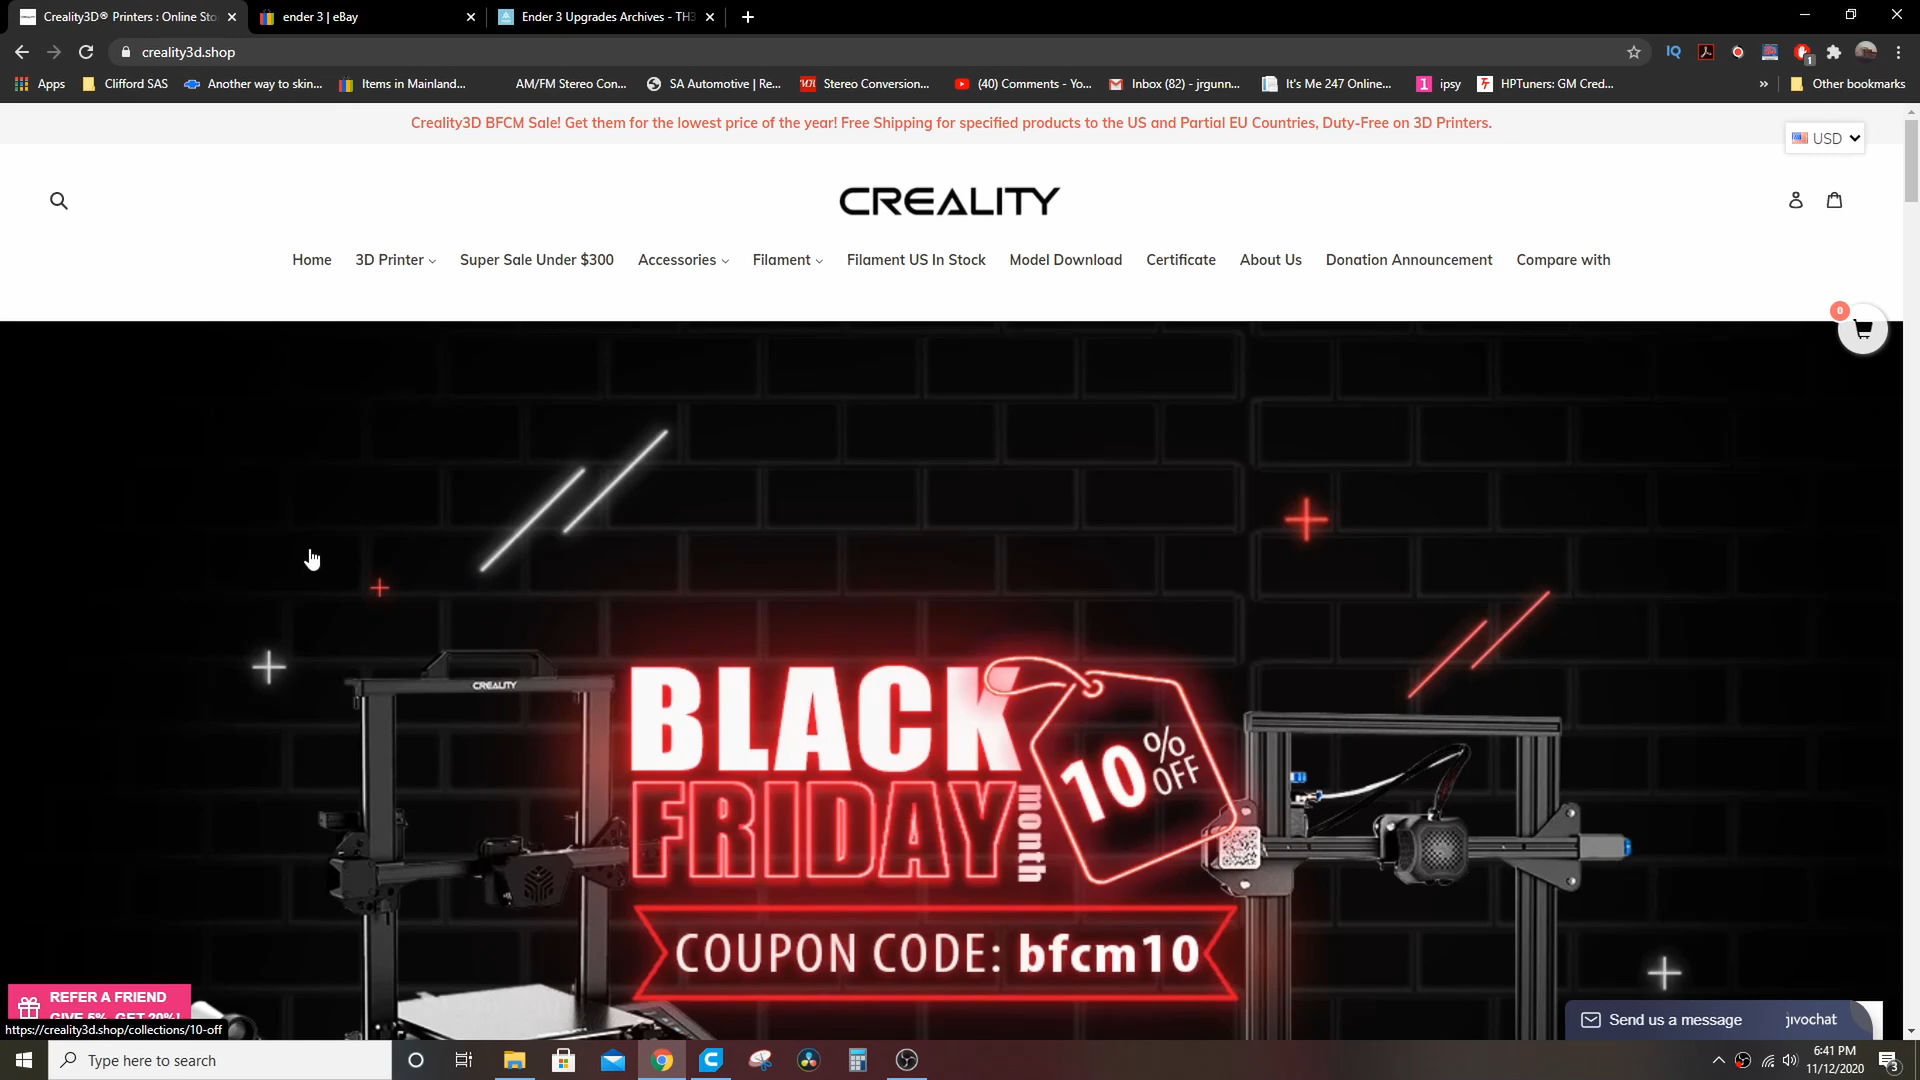 Creality3D® Printers : Online Sto
ender 3 | eBay
Ender 3 Upgrades Archives - TH3
creality3d.shop
IQ
1
Apps
Clifford SAS
Another way to skin...
Items in Mainland...
AM/FM Stereo Con...
SA Automotive | Re...
Stereo Conversion...
(40) Comments - Yo...
Inbox (82) - jrgunn...
It's Me 247 Online...
ipsy
HPTuners: GM Cred...
»
Other bookmarks
Creality3D BFCM Sale! Get them for the lowest price of the year! Free Shipping for specified products to the US and Partial EU Countries, Duty-Free on 3D Printers.
USD
CREALITY
Home
3D Printer
Super Sale Under $300
Accessories
Filament
Filament US In Stock
Model Download
Certificate
About Us
Donation Announcement
Compare with
0
CREALITY
BLACK
FRIDAY
month
10% OFF
COUPON CODE: bfcm10
REFER A FRIEND
GIVE 5%, GET 20%!
https://creality3d.shop/collections/10-off
Send us a message
jivochat
Type here to search
6:41 PM
11/12/2020
3